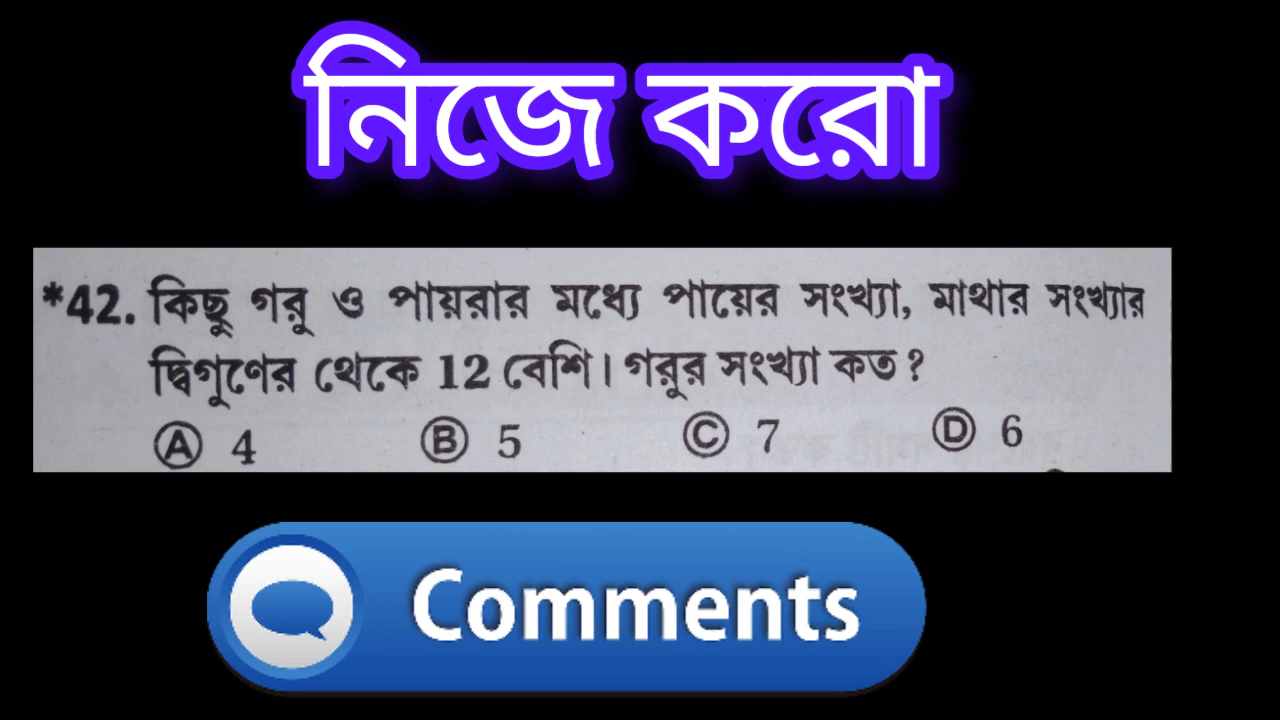 নিজে করো
*42. কিছু গরু ও পায়রার মধ্যে পায়ের সংখ্যা, মাথার সংখ্যার
দ্বিগুণের থেকে 12 বেশি। গরুর সংখ্যা কত?
Ⓐ 4 Ⓑ 5 Ⓒ 7 Ⓓ 6
Comments